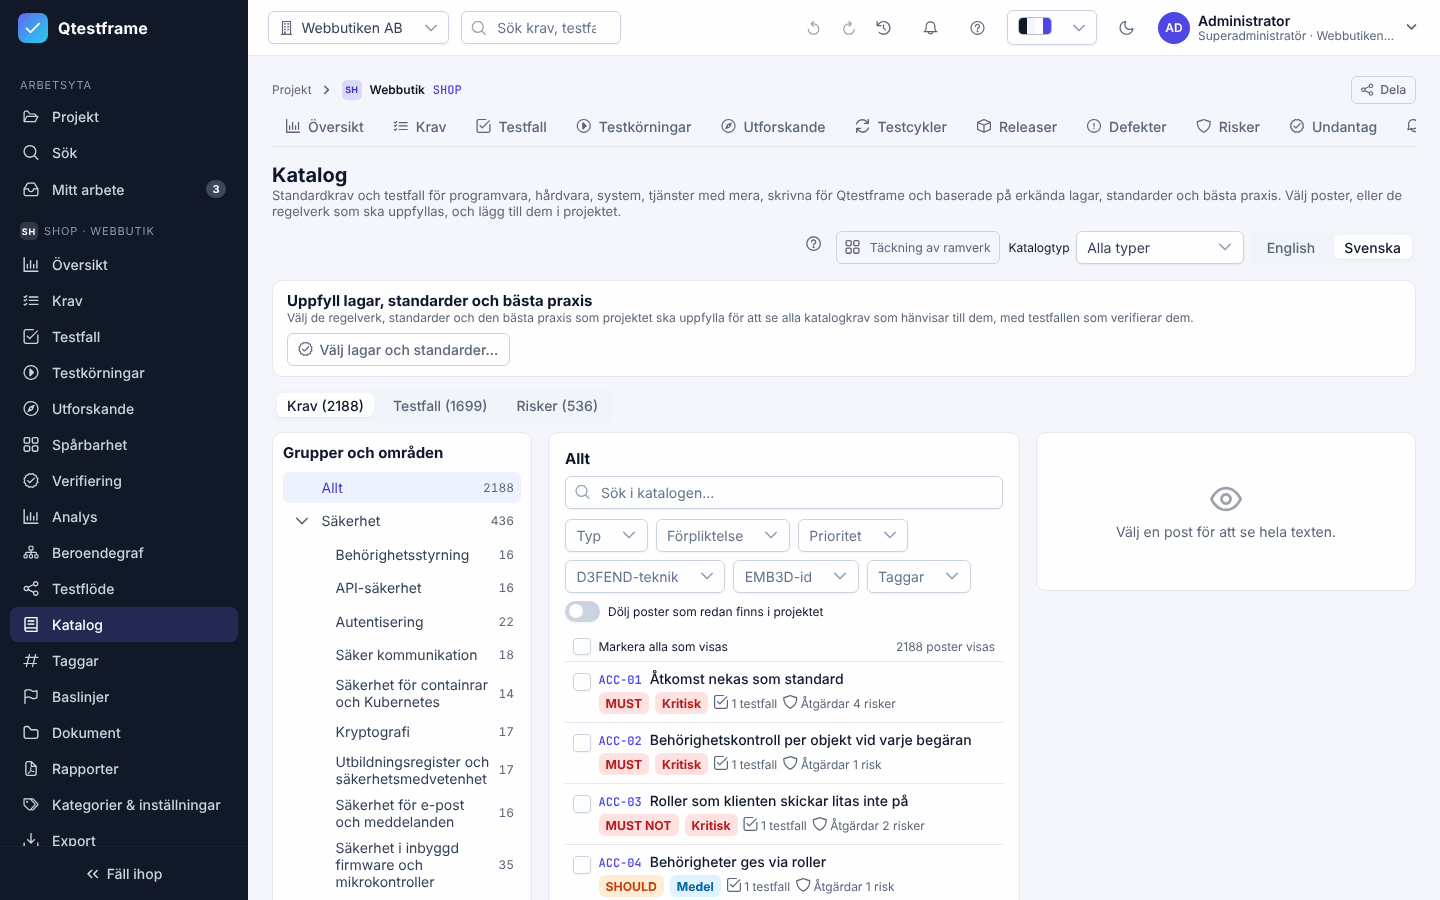 Qtestframe
Webbutiken AB
Sök krav, testfa
AD
Administrator
Superadministratör · Webbutiken...
ARBETSYTA
Projekt
Sök
Mitt arbete
3
SH SHOP · WEBBUTIK
Översikt
Krav
Testfall
Testkörningar
Utforskande
Spårbarhet
Verifiering
Analys
Beroendegraf
Testflöde
Katalog
Taggar
Baslinjer
Dokument
Rapporter
Kategorier & inställningar
Export
Fäll ihop
Projekt
SH Webbutik SHOP
Dela
Översikt
Krav
Testfall
Testkörningar
Utforskande
Testcykler
Releaser
Defekter
Risker
Undantag
Katalog
Standardkrav och testfall för programvara, hårdvara, system, tjänster med mera, skrivna för Qtestframe och baserade på erkända lagar, standarder och bästa praxis. Välj poster, eller de
regelverk som ska uppfyllas, och lägg till dem i projektet.
Täckning av ramverk
Katalogtyp
Alla typer
English
Svenska
Uppfyll lagar, standarder och bästa praxis
Välj de regelverk, standarder och den bästa praxis som projektet ska uppfylla för att se alla katalogkrav som hänvisar till dem, med testfallen som verifierar dem.
Välj lagar och standarder...
Krav (2188)
Testfall (1699)
Risker (536)
Grupper och områden
Allt 2188
Säkerhet 436
Behörighetsstyrning 16
API-säkerhet 16
Autentisering 22
Säker kommunikation 18
Säkerhet för containrar
och Kubernetes 14
Kryptografi 17
Utbildningsregister och
säkerhetsmedvetenhet 17
Säkerhet för e-post
och meddelanden 16
Säkerhet i inbyggd
firmware och
mikrokontroller 35
Allt
Sök i katalogen...
Typ
Förpliktelse
Prioritet
D3FEND-teknik
EMB3D-id
Taggar
Dölj poster som redan finns i projektet
Markera alla som visas
2188 poster visas
ACC-01 Åtkomst nekas som standard
MUST Kritisk 1 testfall Åtgärdar 4 risker
ACC-02 Behörighetskontroll per objekt vid varje begäran
MUST Kritisk 1 testfall Åtgärdar 1 risk
ACC-03 Roller som klienten skickar litas inte på
MUST NOT Kritisk 1 testfall Åtgärdar 2 risker
ACC-04 Behörigheter ges via roller
SHOULD Medel 1 testfall Åtgärdar 1 risk
Välj en post för att se hela texten.